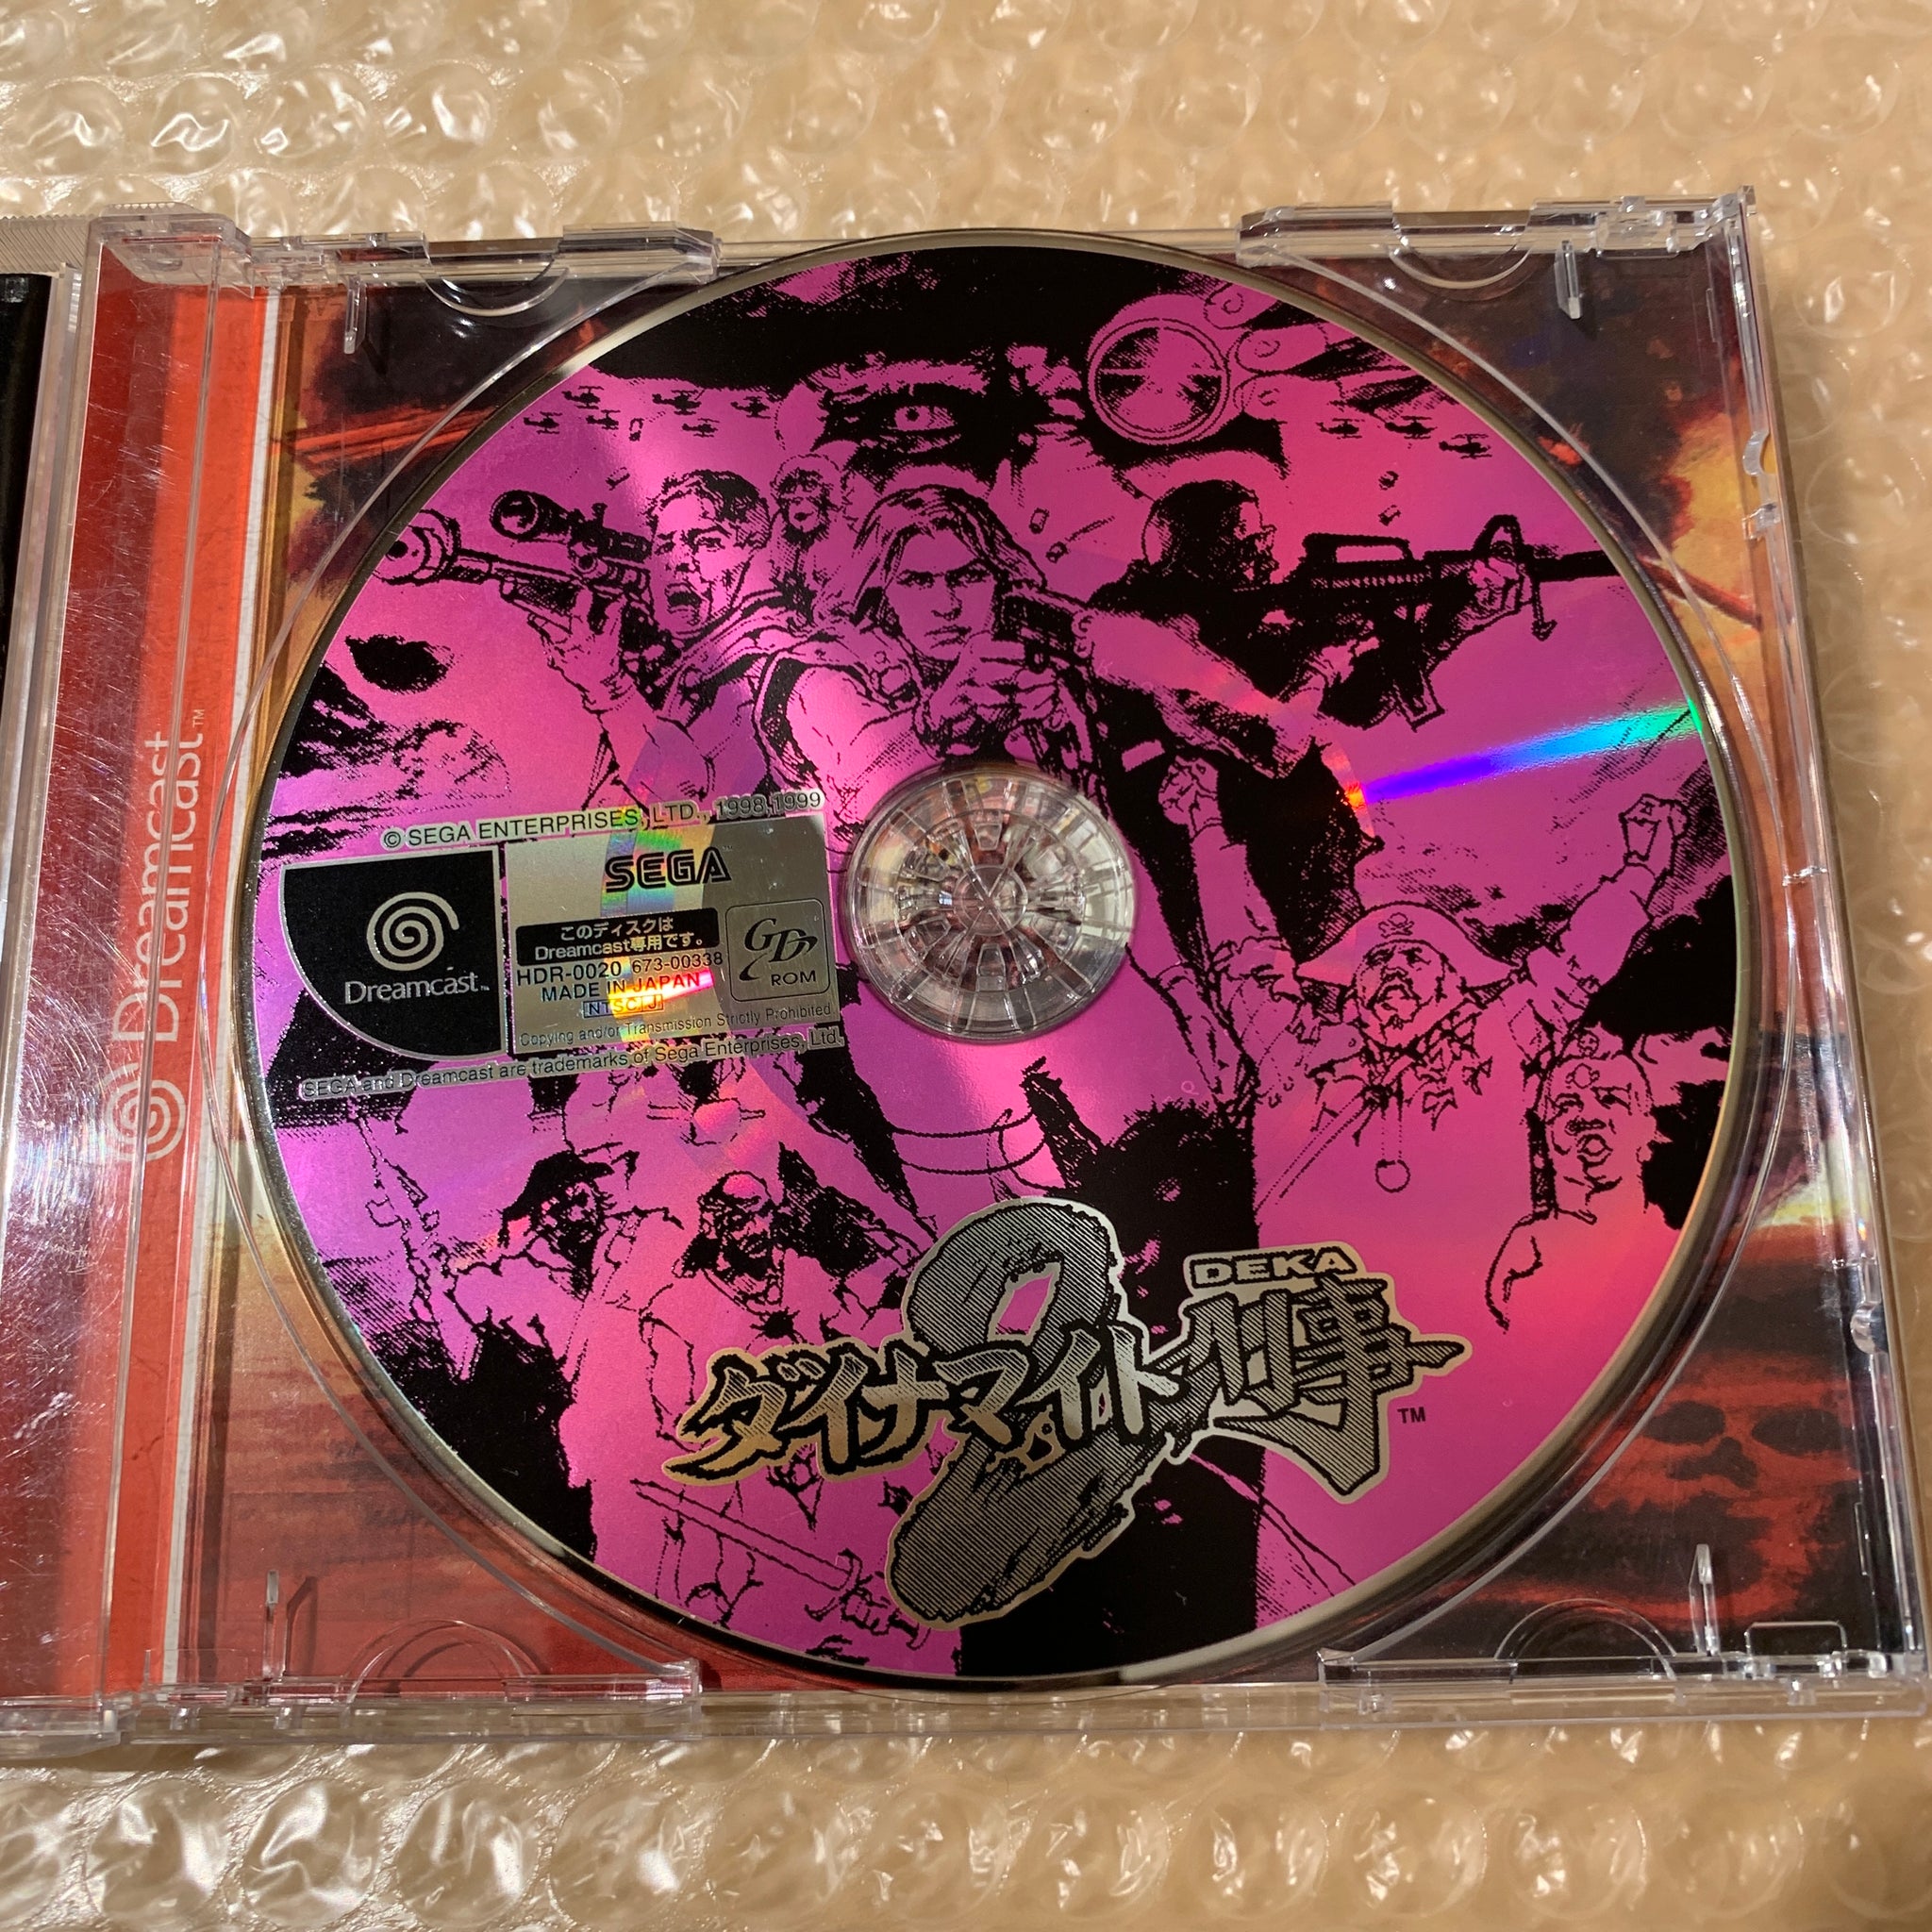 Dreamcast™
© SEGA ENTERPRISES, LTD., 1998,1999
SEGA™
このディスクは
Dreamcast専用です。
HDR-0020 673-00338
MADE IN JAPAN
NTSC J
GD
ROM
Dreamcast™
Copying and/or Transmission Strictly Prohibited
SEGA and Dreamcast are trademarks of Sega Enterprises, Ltd.
DEKA
ダイナマイト刑事
2
TM